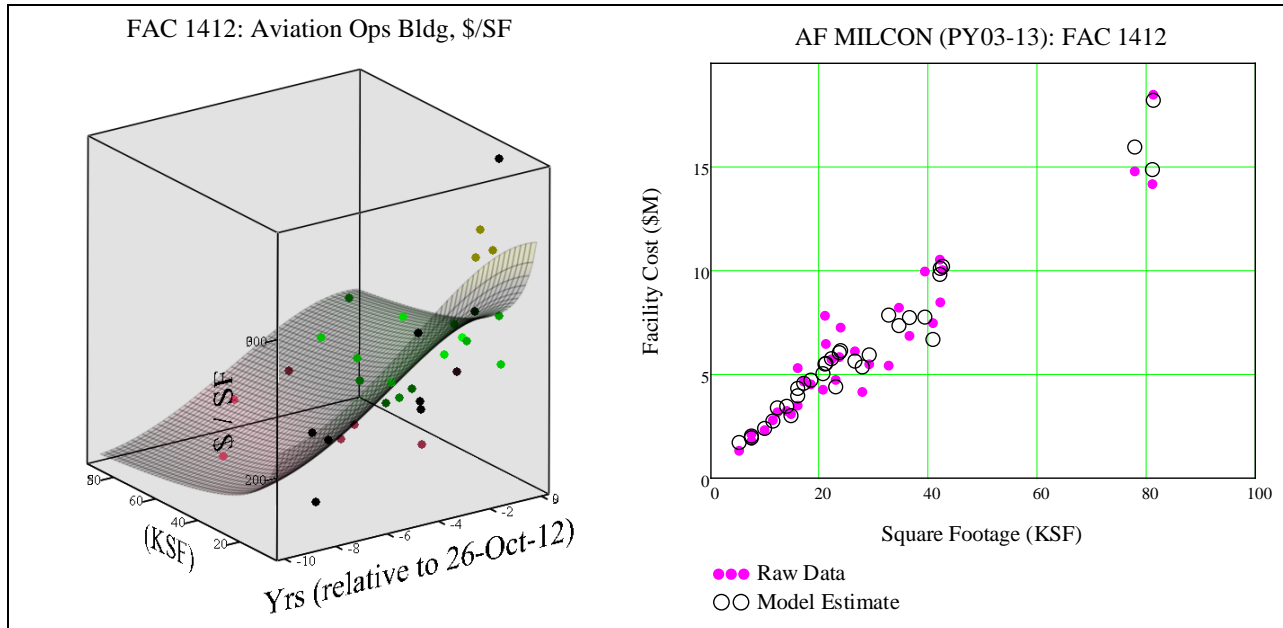 FAC 1412: Aviation Ops Bldg, $/SF
300
$ / SF
200
80
60
40
20
(KSF)
-10
-8
-6
-4
-2
Yrs (relative to 26-Oct-12)
AF MILCON (PY03-13): FAC 1412
Facility Cost ($M)
15
10
5
0
0
20
40
60
80
100
Square Footage (KSF)
Raw Data
Model Estimate